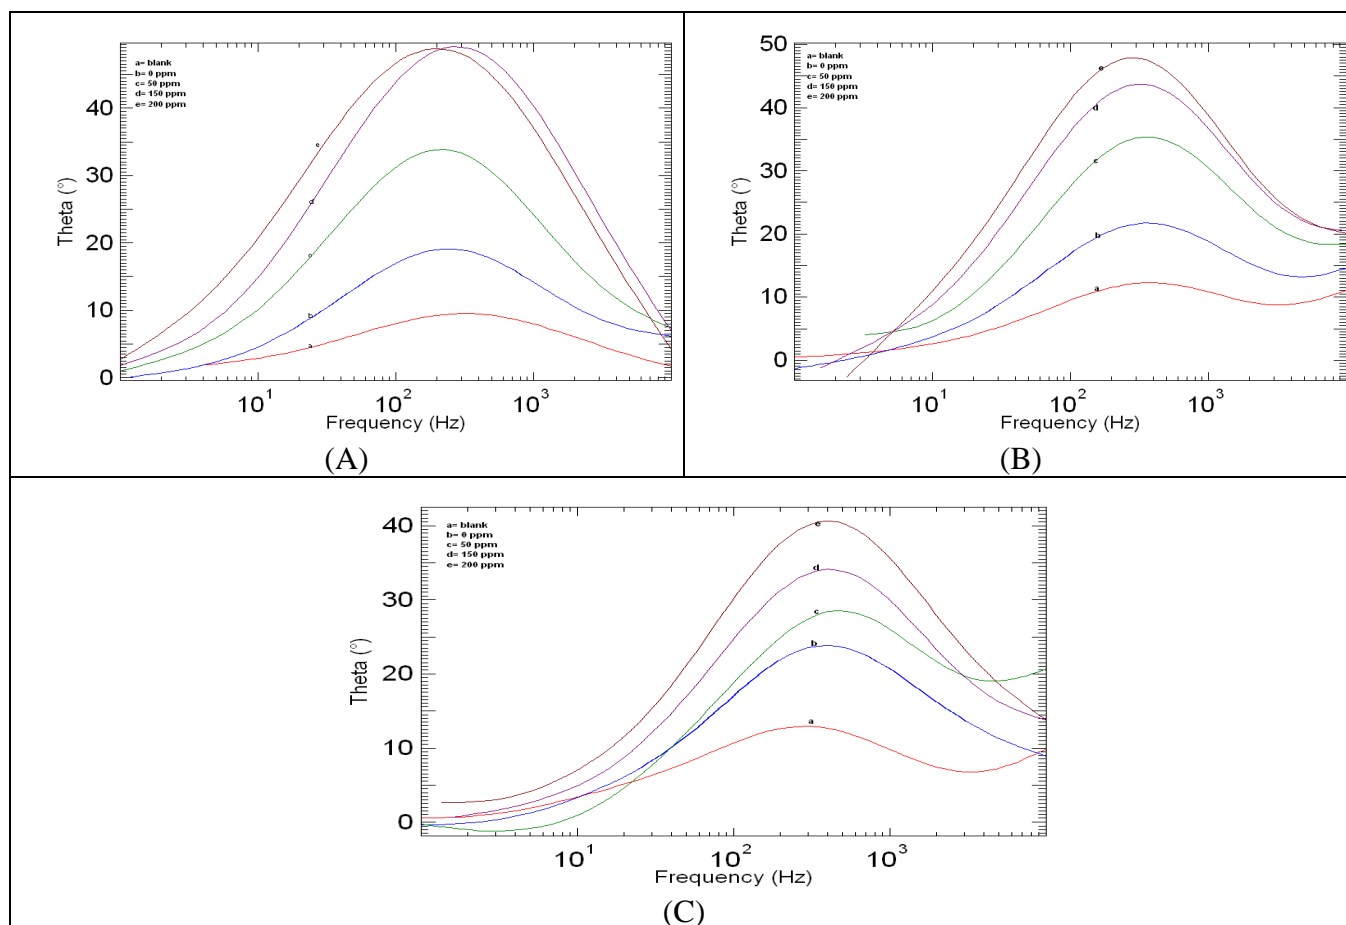 a= blank
b= 0 ppm
c= 50 ppm
d= 150 ppm
e= 200 ppm
40
30
20
10
0
Theta (°)
e
d
c
b
a
10¹ 10² 10³
Frequency (Hz)
(A)
a= blank
b= 0 ppm
c= 50 ppm
d= 150 ppm
e= 200 ppm
50
40
30
20
10
0
Theta (°)
e
d
c
b
a
10¹ 10² 10³
Frequency (Hz)
(B)
a= blank
b= 0 ppm
c= 50 ppm
d= 150 ppm
e= 200 ppm
40
30
20
10
0
Theta (°)
e
d
c
b
a
10¹ 10² 10³
Frequency (Hz)
(C)